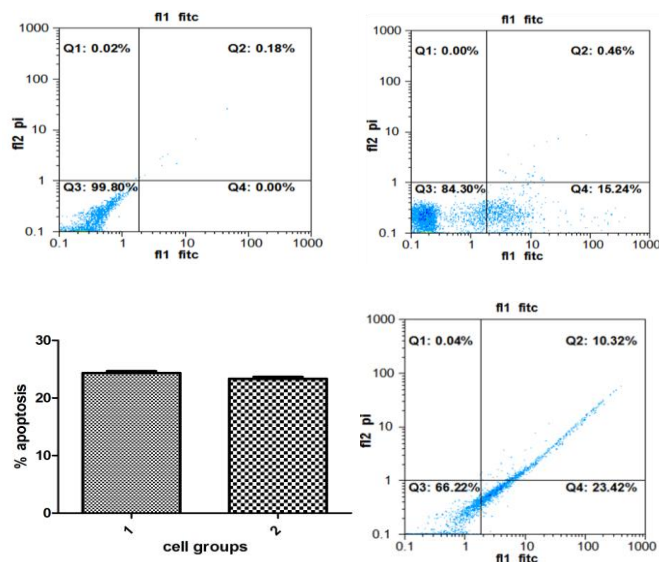 fl1 fitc
Q1: 0.02% Q2: 0.18%
Q3: 99.80% Q4: 0.00%
fl2 pi
1000
100
10
1
0.1
0.1 1 10 100 1000
fl1 fitc
fl1 fitc
Q1: 0.00% Q2: 0.46%
Q3: 84.30% Q4: 15.24%
fl2 pi
1000
100
10
1
0.1
0.1 1 10 100 1000
fl1 fitc
% apoptosis
30
20
10
0
1 2
cell groups
fl1 fitc
Q1: 0.04% Q2: 10.32%
Q3: 66.22% Q4: 23.42%
fl2 pi
1000
100
10
1
0.1
0.1 1 10 100 1000
fl1 fitc